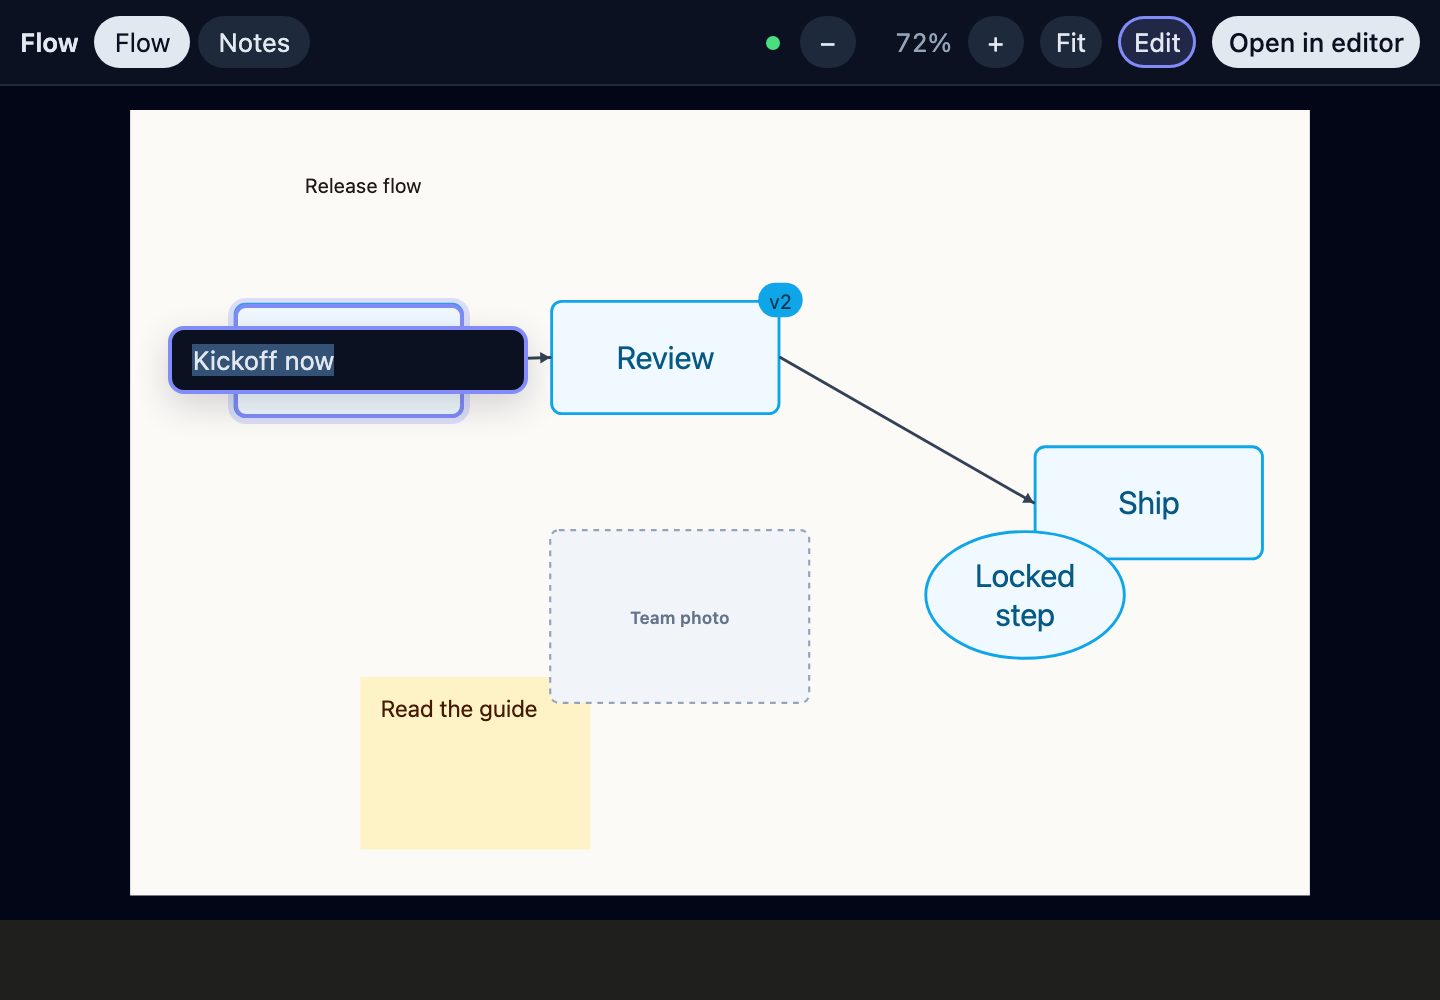 Flow Flow Notes − 72% + Fit Edit Open in editor
Release flow
v2
Kickoff now
Review
Ship
Locked
step
Team photo
Read the guide